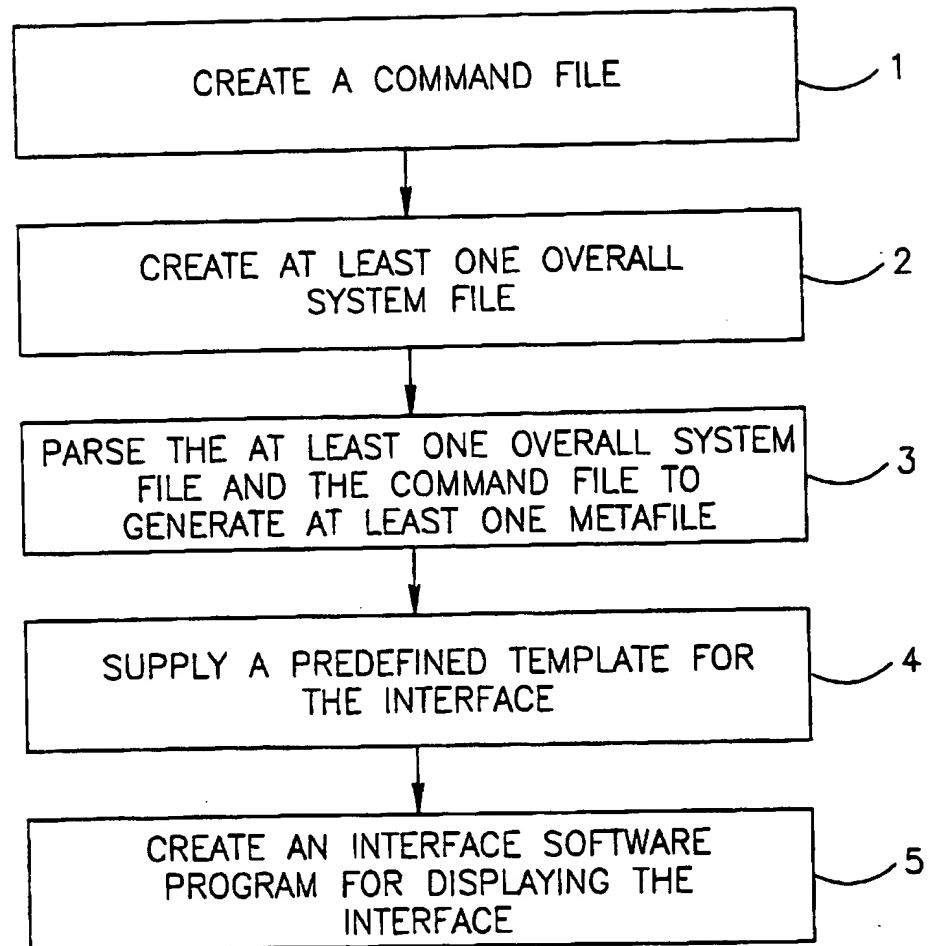 CREATE A COMMAND FILE
1
CREATE AT LEAST ONE OVERALL
SYSTEM FILE
2
PARSE THE AT LEAST ONE OVERALL SYSTEM
FILE AND THE COMMAND FILE TO
GENERATE AT LEAST ONE METAFILE
3
SUPPLY A PREDEFINED TEMPLATE FOR
THE INTERFACE
4
CREATE AN INTERFACE SOFTWARE
PROGRAM FOR DISPLAYING THE
INTERFACE
5